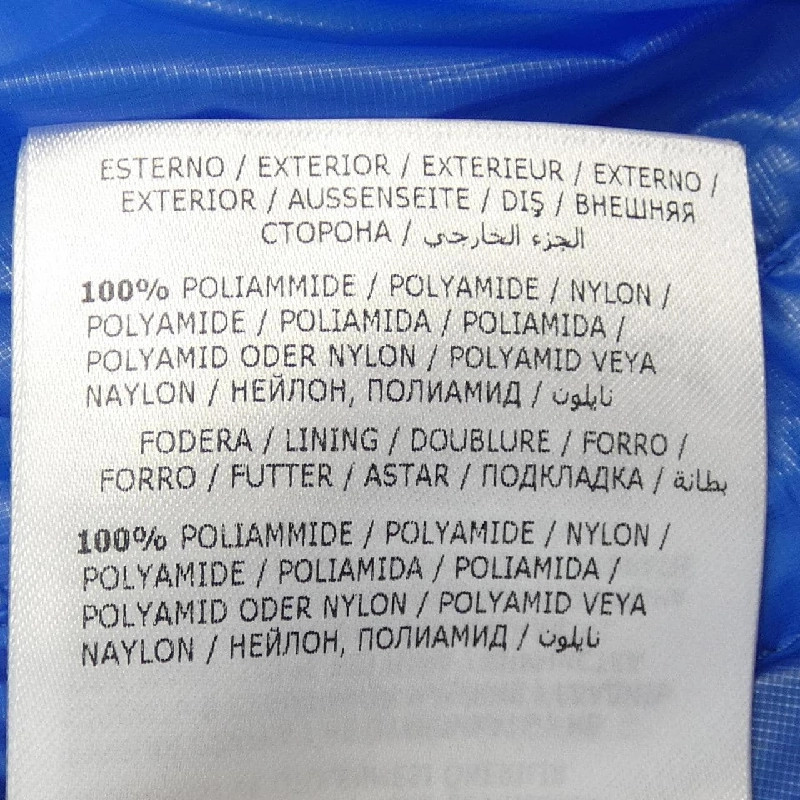 ESTERNO / EXTERIOR / EXTERIEUR / EXTERNO /
EXTERIOR / AUSSENSEITE / DIŞ / ВНЕШНЯЯ
СТОРОНА / الجزء الخارجي
100% POLIAMMIDE / POLYAMIDE / NYLON /
POLYAMIDE / POLIAMIDA / POLIAMIDA /
POLYAMID ODER NYLON / POLYAMID VEYA
NAYLON / НЕЙЛОН, ПОЛИАМИД / نايلون
FODERA / LINING / DOUBLURE / FORRO /
FORRO / FUTTER / ASTAR / ПОДКЛАДКА / بطانة
100% POLIAMMIDE / POLYAMIDE / NYLON /
POLYAMIDE / POLIAMIDA / POLIAMIDA /
POLYAMID ODER NYLON / POLYAMID VEYA
NAYLON / НЕЙЛОН, ПОЛИАМИД / نايلون